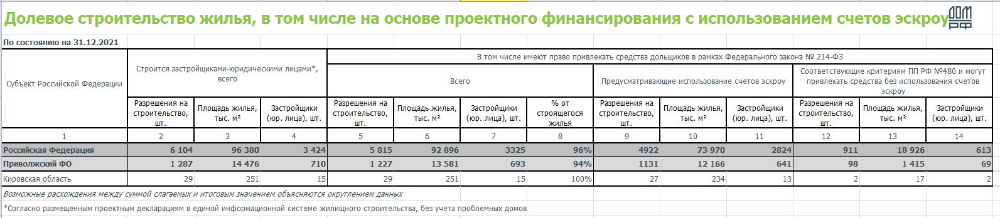 Долевое строительство жилья, в том числе на основе проектного финансирования с использованием счетов эскроу
ДОМ
РФ
По состоянию на 31.12.2021
Субъект Российской Федерации
Строится застройщиками-юридическими лицами*,
всего
В том числе имеют право привлекать средства дольщиков в рамках Федерального закона № 214-ФЗ
Всего
Предусматривающие использование счетов эскроу
Соответствующие критериям ПП РФ №480 и могут
привлекать средства без использования счетов
эскроу
Разрешения на
строительство,
шт.
Площадь жилья,
тыс. м²
Застройщики
(юр. лица), шт.
Разрешения на
строительство,
шт.
Площадь жилья,
тыс. м²
Застройщики
(юр. лица), шт.
% от
строящегося
жилья
Разрешения на
строительство,
шт.
Площадь жилья,
тыс. м²
Застройщики
(юр. лица), шт.
Разрешения на
строительство,
шт.
Площадь жилья,
тыс. м²
Застройщики
(юр. лица), шт.
1 2 3 4 5 6 7 8 9 10 11 12 13 14
Российская Федерация 6 104 96 380 3 424 5 815 92 896 3325 96% 4922 73 970 2824 911 18 926 613
Приволжский ФО 1 287 14 476 710 1 227 13 581 693 94% 1131 12 166 641 98 1 415 69
Кировская область 29 251 15 29 251 15 100% 27 234 13 2 17 2
Возможные расхождения между суммой слагаемых и итоговым значением объясняются округлением данных
*Согласно размещенным проектным декларациям в единой информационной системе жилищного строительства, без учета проблемных домов